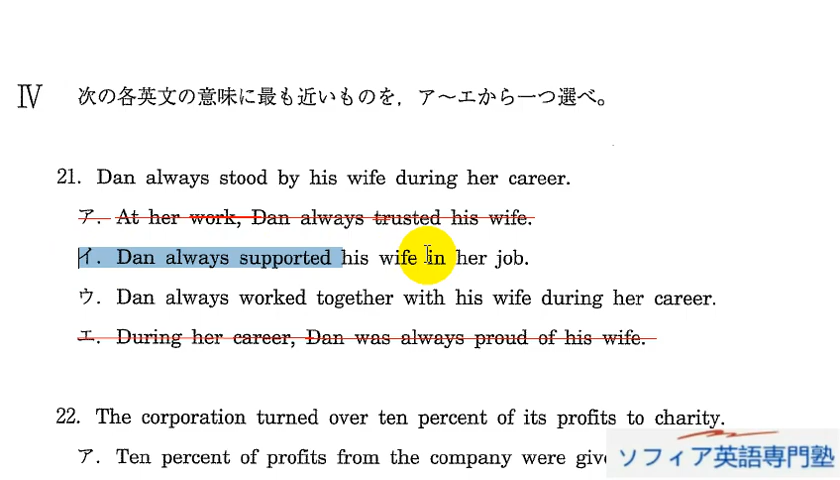 IV 次の各英文の意味に最も近いものを, ア〜エから一つ選べ。
21. Dan always stood by his wife during her career.
ア. At her work, Dan always trusted his wife.
イ. Dan always supported his wife in her job.
ウ. Dan always worked together with his wife during her career.
エ. During her career, Dan was always proud of his wife.
22. The corporation turned over ten percent of its profits to charity.
ア. Ten percent of profits from the company were
ソフィア英語専門塾